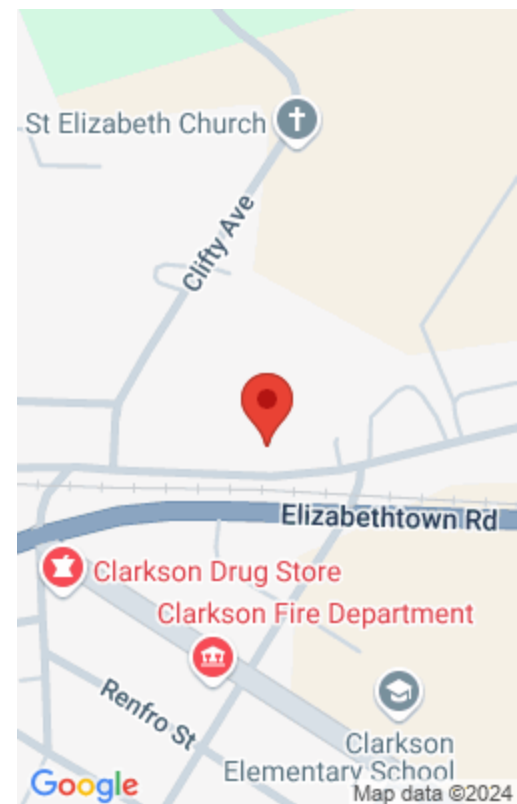 St Elizabeth Church
Clifty Ave
Elizabethtown Rd
Clarkson Drug Store
Clarkson Fire Department
Renfro St
Clarkson
Elementary School
Google
Map data ©2024